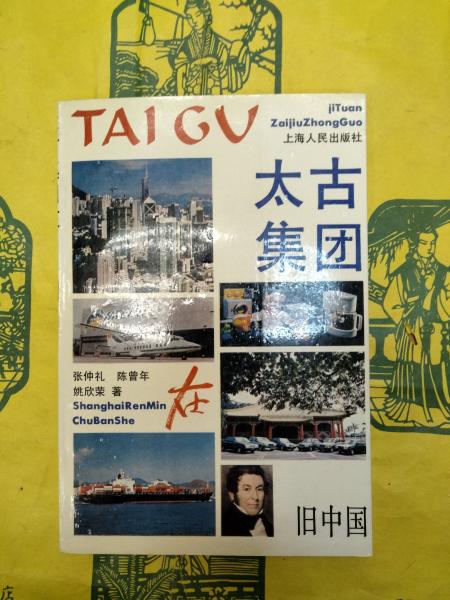 TAI GU
jiTuan
ZaijiuZhongGuo
上海人民出版社
太古
集团
张仲礼 陈曾年
姚欣荣 著
ShanghaiRenMin
ChuBanShe
在
旧中国
店